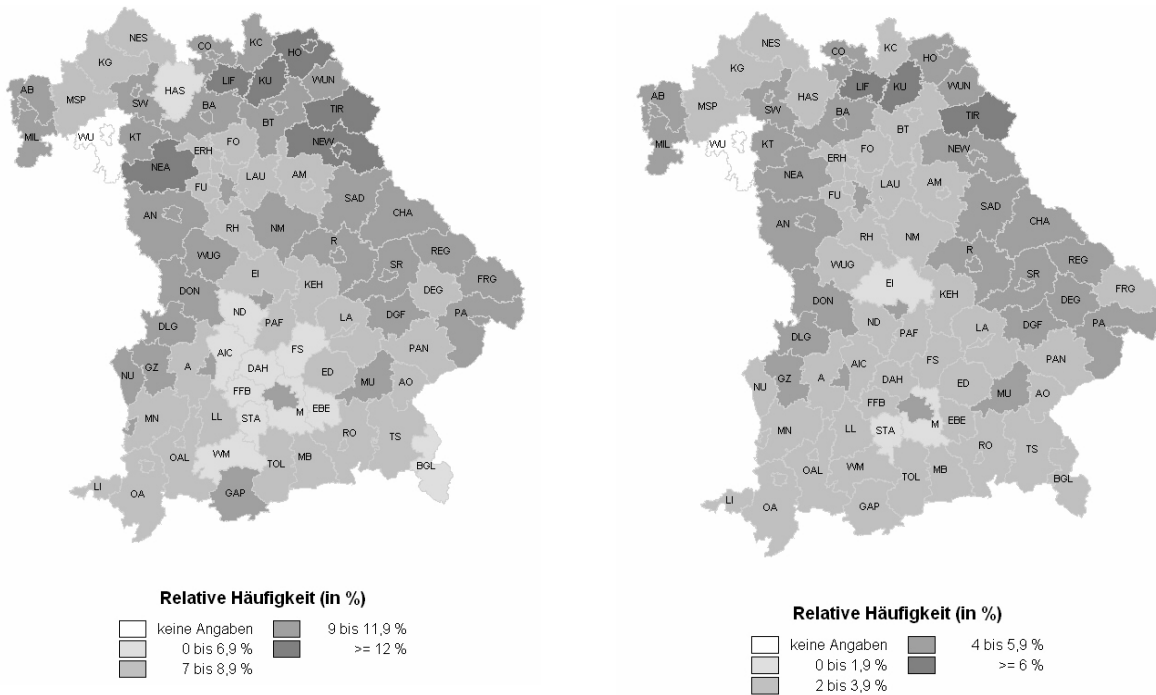 NES
CO
KC
HO
KG
HAS
LIF
KU
WUN
AB
MSP
SW
BA
TIR
MIL
WU
KT
BT
NEW
NEA
ERH
FO
FU
LAU
AM
AN
SAD
CHA
RH
NM
WUG
R
REG
EI
SR
FRG
DON
KEH
DEG
ND
PAF
LA
DGF
PA
DLG
AIC
FS
PAN
NU
GZ
A
DAH
ED
MU
AO
FFB
EBE
MN
LL
STA
M
RO
TS
OAL
WM
MB
BGL
TOL
LI
OA
GAP
Relative Häufigkeit (in %)
keine Angaben
9 bis 11,9 %
0 bis 6,9 %
>= 12 %
7 bis 8,9 %
NES
CO
KC
HO
KG
HAS
LIF
KU
WUN
AB
MSP
SW
BA
TIR
MIL
WU
KT
BT
NEW
NEA
ERH
FO
FU
LAU
AM
AN
SAD
CHA
RH
NM
WUG
R
REG
EI
SR
FRG
DON
KEH
DEG
ND
PAF
LA
DGF
PA
DLG
AIC
FS
PAN
NU
GZ
A
DAH
ED
MU
AO
FFB
EBE
MN
LL
STA
M
RO
TS
OAL
WM
MB
BGL
TOL
LI
OA
GAP
Relative Häufigkeit (in %)
keine Angaben
4 bis 5,9 %
0 bis 1,9 %
>= 6 %
2 bis 3,9 %